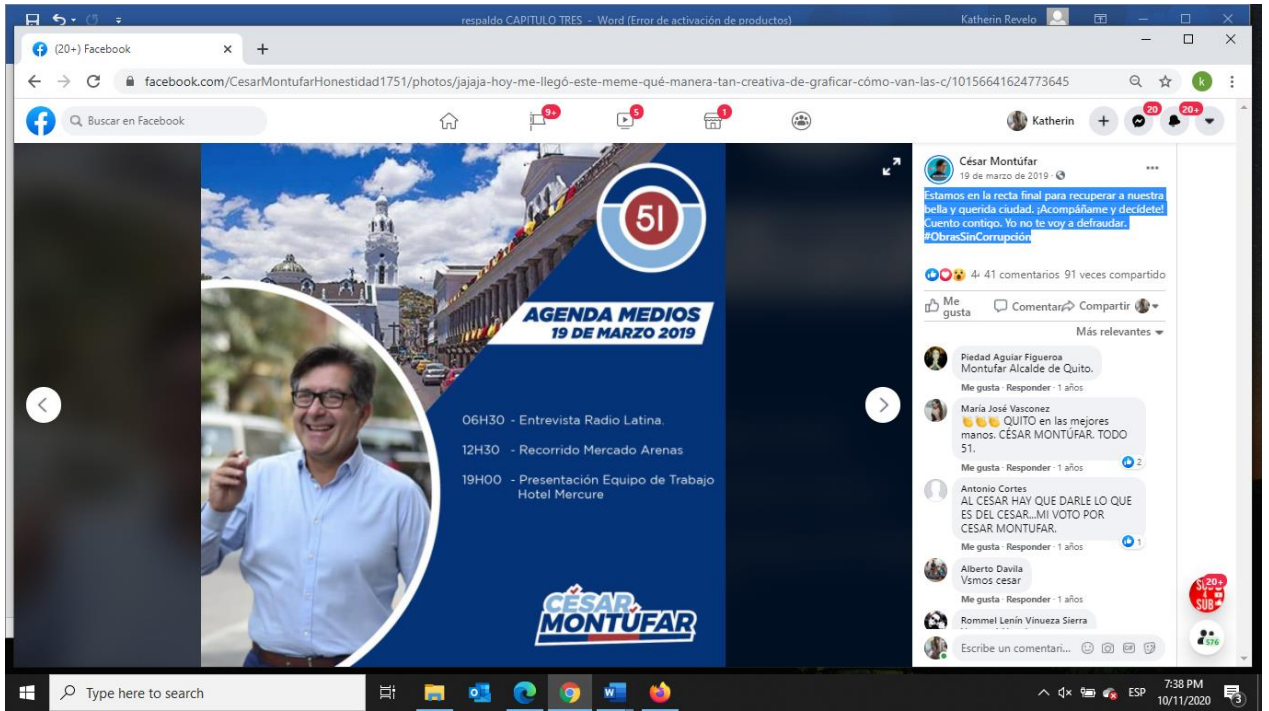 respaldo CAPITULO TRES - Word (Error de activación de productos)
Katherin Revelo
(20+) Facebook
facebook.com/CesarMontufarHonestidad1751/photos/jajaja-hoy-me-llegó-este-meme-qué-manera-tan-creativa-de-graficar-cómo-van-las-c/10156641624773645
k
Buscar en Facebook
9+
5
1
Katherin
20
20+
51
AGENDA MEDIOS
19 DE MARZO 2019
06H30 - Entrevista Radio Latina.
12H30 - Recorrido Mercado Arenas
19H00 - Presentación Equipo de Trabajo
Hotel Mercure
CÉSAR
MONTÚFAR
César Montúfar
19 de marzo de 2019
Estamos en la recta final para recuperar a nuestra
bella y querida ciudad. ¡Acompáñame y decídete!
Cuento contigo. Yo no te voy a defraudar.
#ObrasSinCorrupción
41 comentarios 91 veces compartido
Me
gusta
Comentar
Compartir
Más relevantes
Piedad Aguiar Figueroa
Montufar Alcalde de Quito.
Me gusta · Responder · 1 años
María José Vasconez
👏👏👏 QUITO en las mejores
manos. CÉSAR MONTÚFAR. TODO
51.
Me gusta · Responder · 1 años
2
Antonio Cortes
AL CESAR HAY QUE DARLE LO QUE
ES DEL CESAR...MI VOTO POR
CESAR MONTUFAR.
Me gusta · Responder · 1 años
1
Alberto Davila
Vsmos cesar
Me gusta · Responder · 1 años
Rommel Lenín Vinueza Sierra
Escribe un comentari...
GIF
20+
SUB
4
SUB
576
Type here to search
ESP
7:38 PM
10/11/2020
3